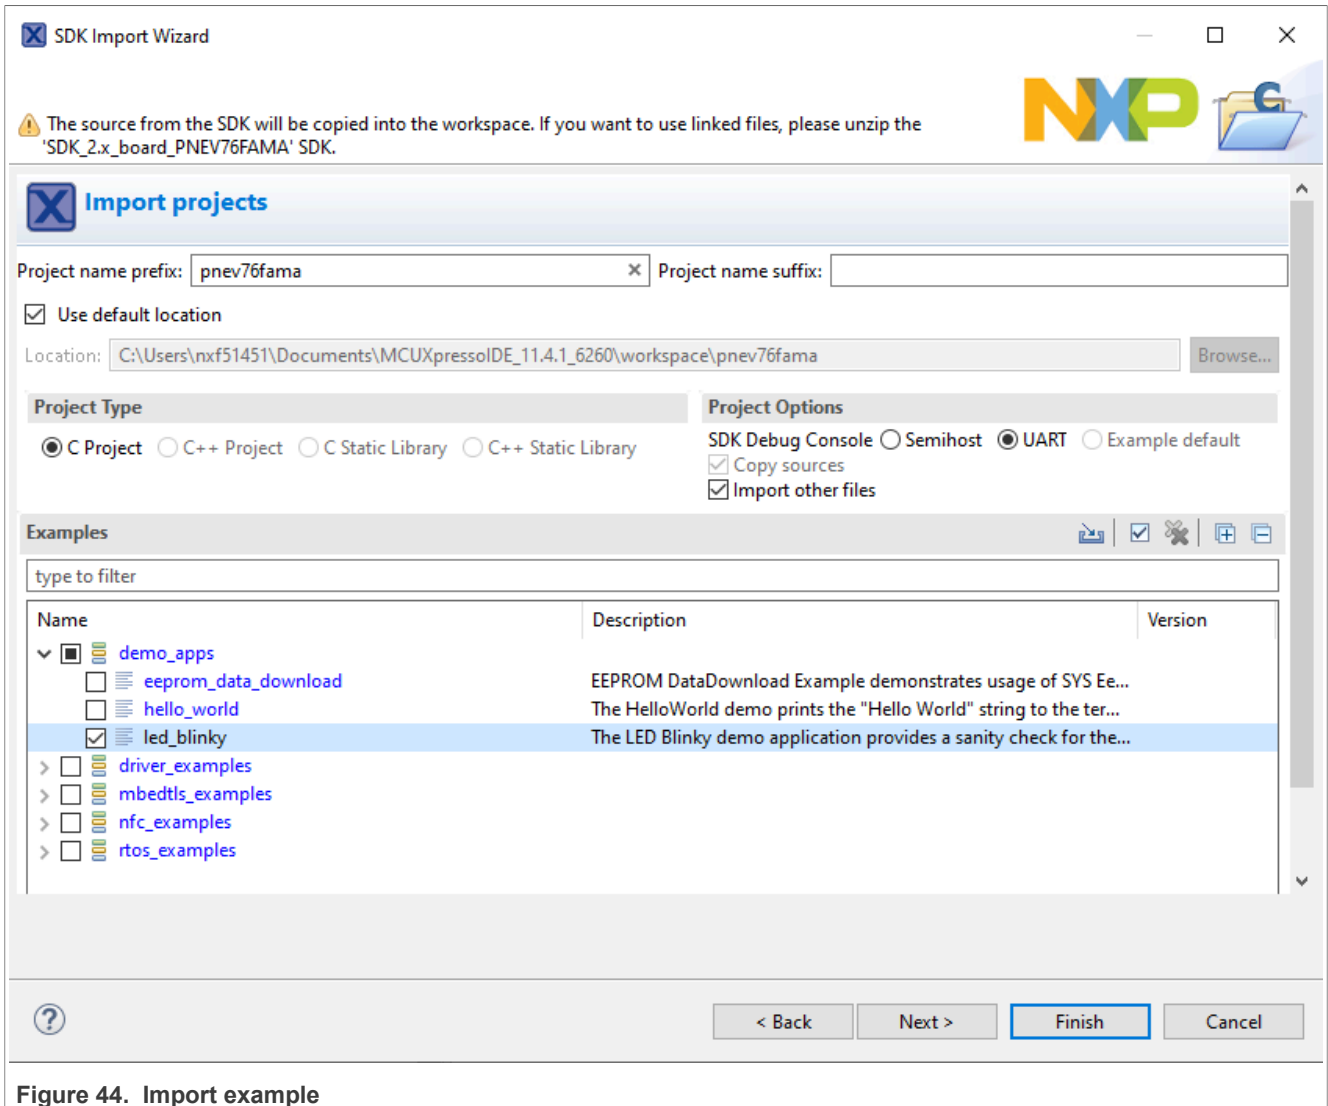 SDK Import Wizard
NXP
The source from the SDK will be copied into the workspace. If you want to use linked files, please unzip the
'SDK_2.x_board_PNEV76FAMA' SDK.
Import projects
Project name prefix: pnev76fama Project name suffix:
Use default location
Location: C:\Users\nxf51451\Documents\MCUXpressoIDE_11.4.1_6260\workspace\pnev76fama Browse...
Project Type Project Options
C Project C++ Project C Static Library C++ Static Library SDK Debug Console Semihost UART Example default
Copy sources
Import other files
Examples
type to filter
Name Description Version
demo_apps
eeprom_data_download EEPROM DataDownload Example demonstrates usage of SYS Ee...
hello_world The HelloWorld demo prints the "Hello World" string to the ter...
led_blinky The LED Blinky demo application provides a sanity check for the...
driver_examples
mbedtls_examples
nfc_examples
rtos_examples
< Back Next > Finish Cancel
Figure 44. Import example